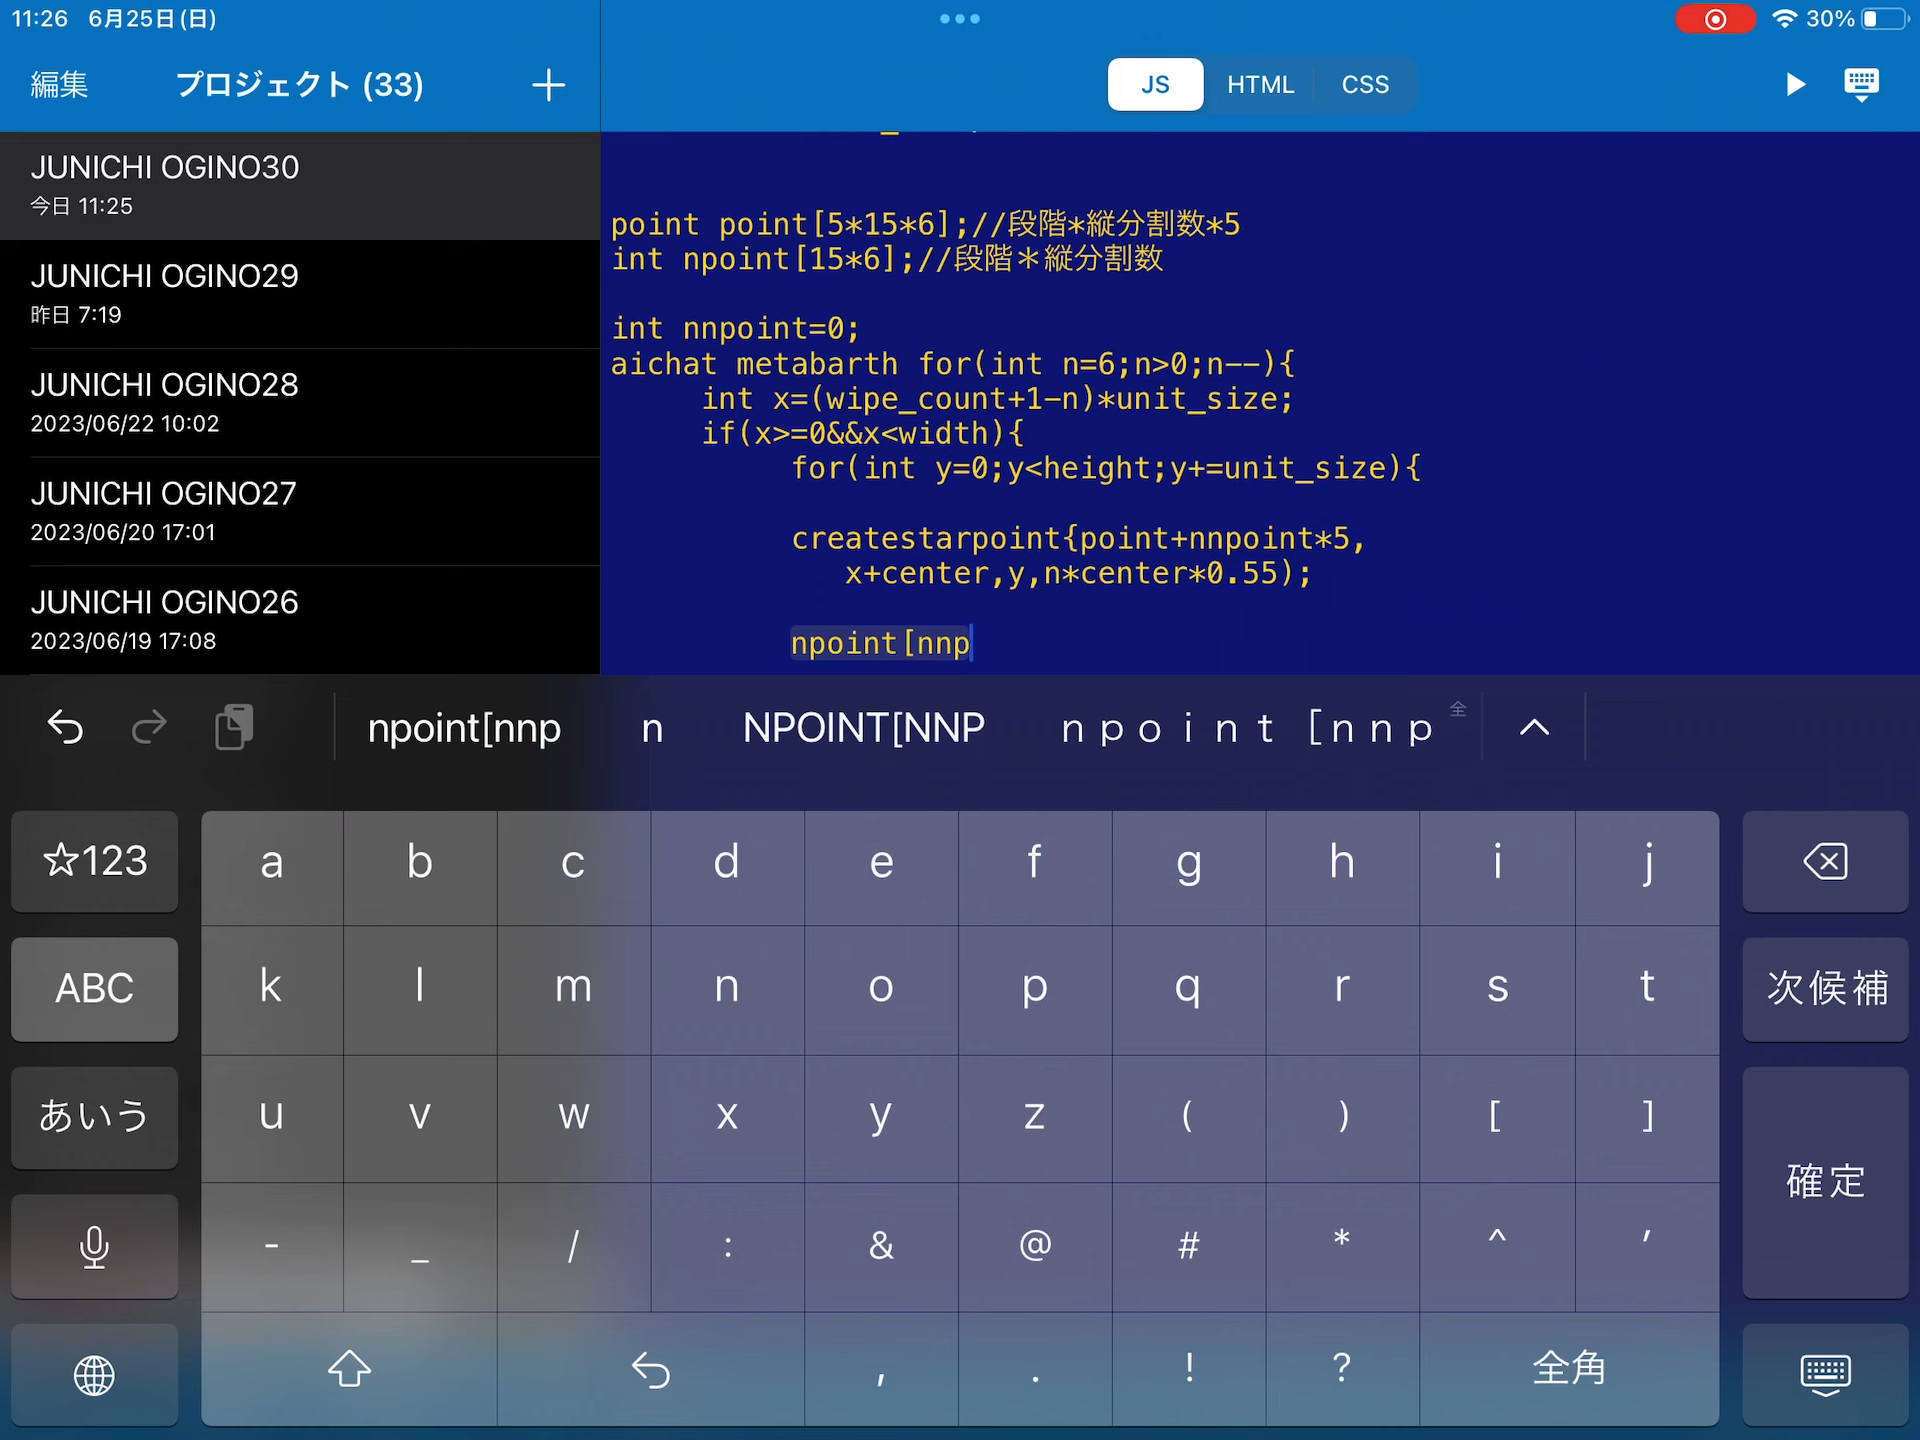 11:26 6月25日(日)
30%
編集 プロジェクト (33) +
JS HTML CSS
JUNICHI OGINO30
今日 11:25
JUNICHI OGINO29
昨日 7:19
JUNICHI OGINO28
2023/06/22 10:02
JUNICHI OGINO27
2023/06/20 17:01
JUNICHI OGINO26
2023/06/19 17:08
point point[5*15*6];//段階*縦分割数*5
int npoint[15*6];//段階＊縦分割数
int nnpoint=0;
aichat metabarth for(int n=6;n>0;n--){
int x=(wipe_count+1-n)*unit_size;
if(x>=0&&x<width){
for(int y=0;y<height;y+=unit_size){
createstarpoint{point+nnpoint*5,
x+center,y,n*center*0.55);
npoint[nnp
npoint[nnp n NPOINT[NNP ｎｐｏｉｎｔ［ｎｎｐ 全
☆123 a b c d e f g h i j
ABC k l m n o p q r s t 次候補
あいう u v w x y z ( ) [ ]
確定
- _ / : & @ # * ^ ′
, . ! ? 全角